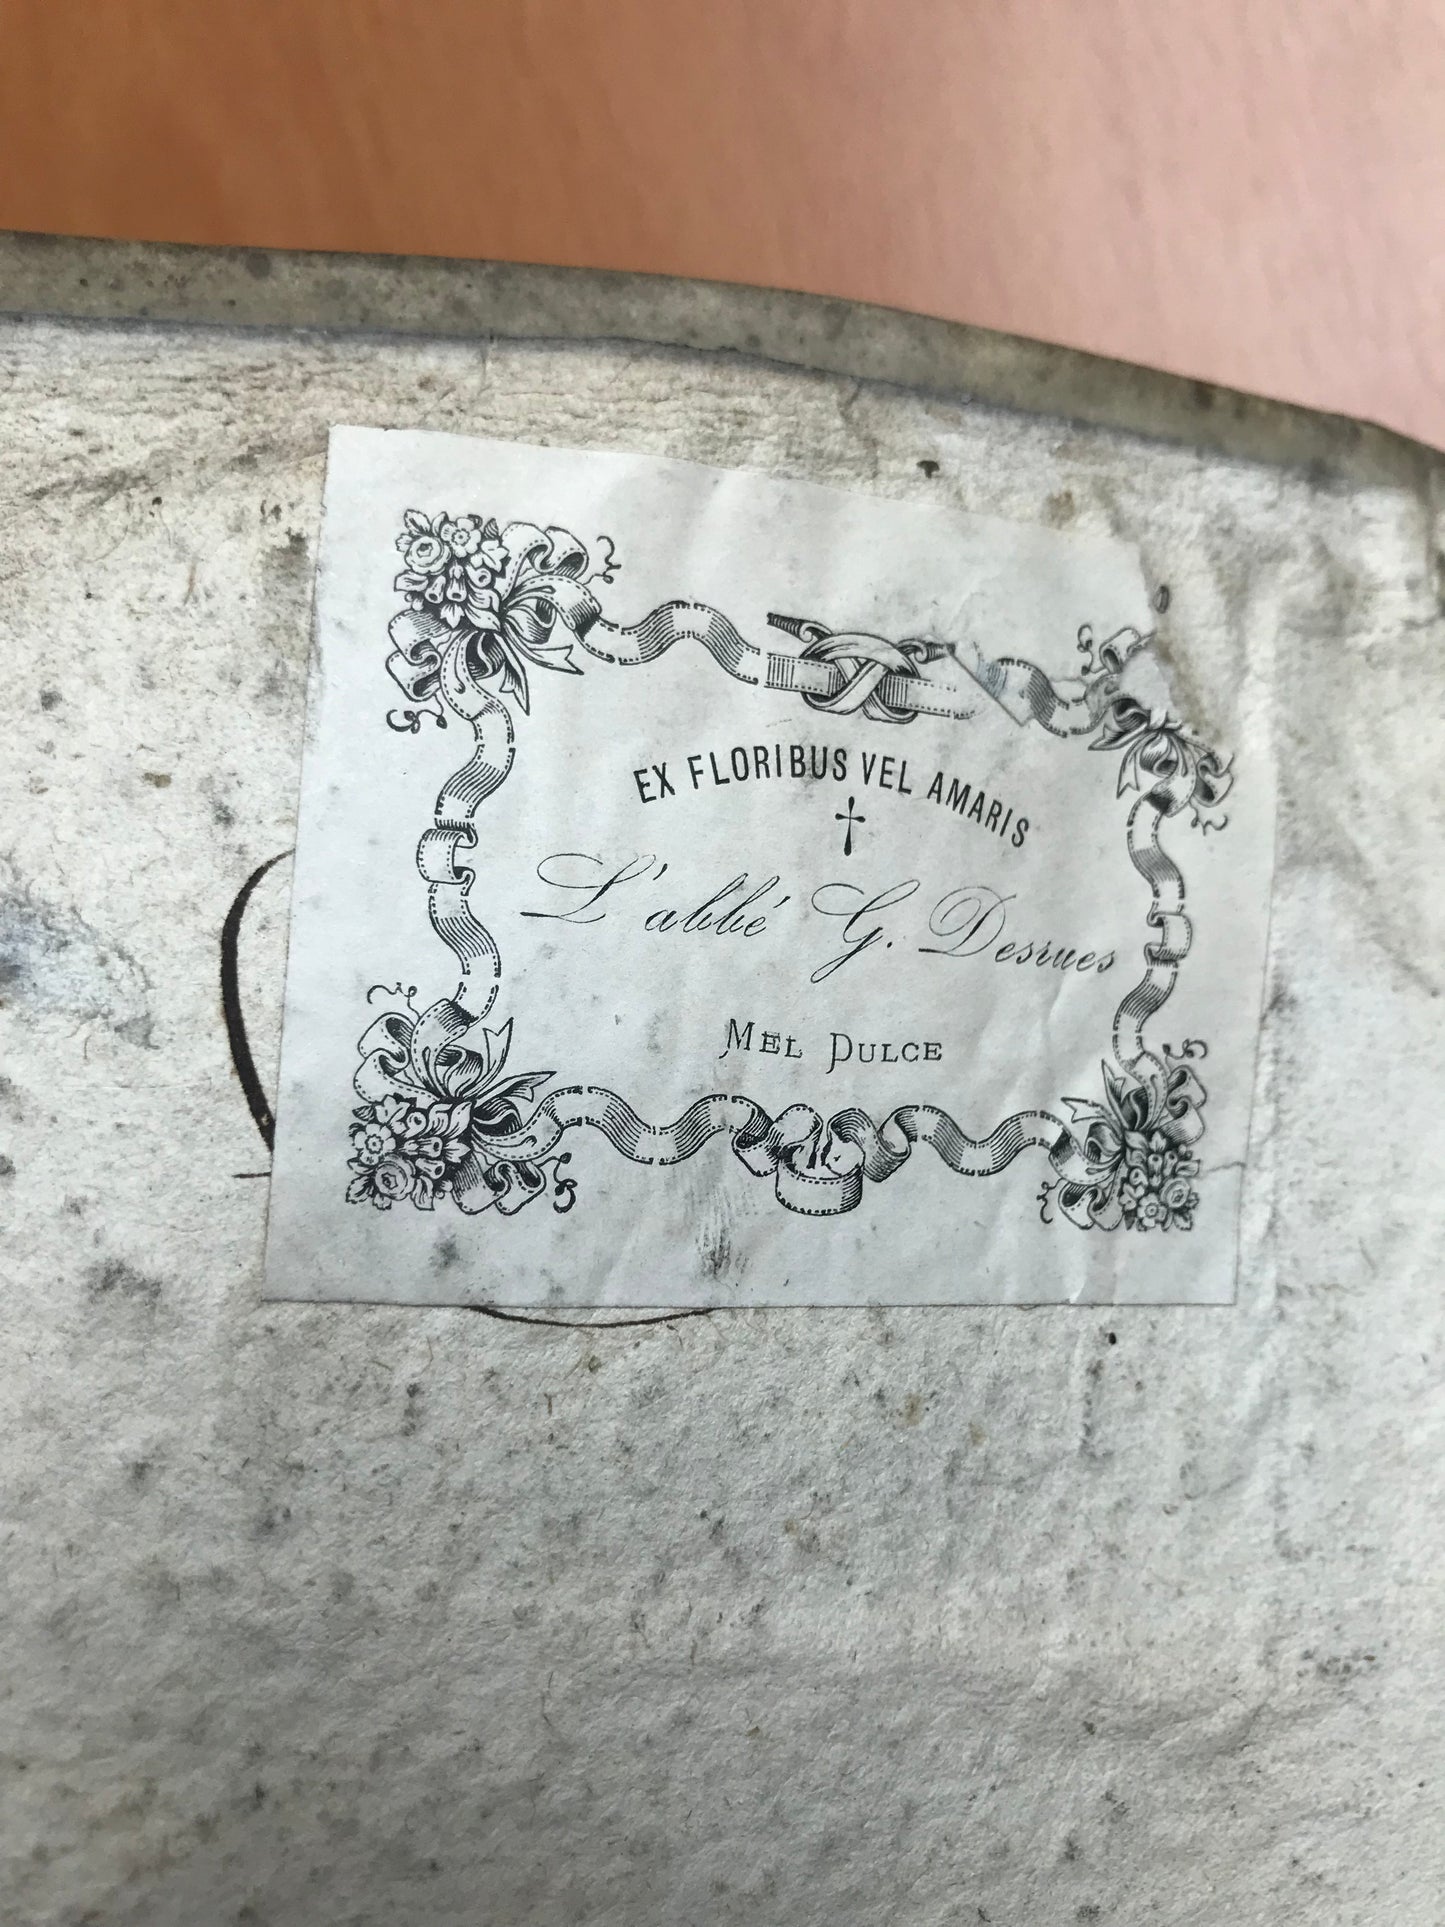 EX FLORIBUS VEL AMARIS
L'abbé G. Desrues
MEL DULCE